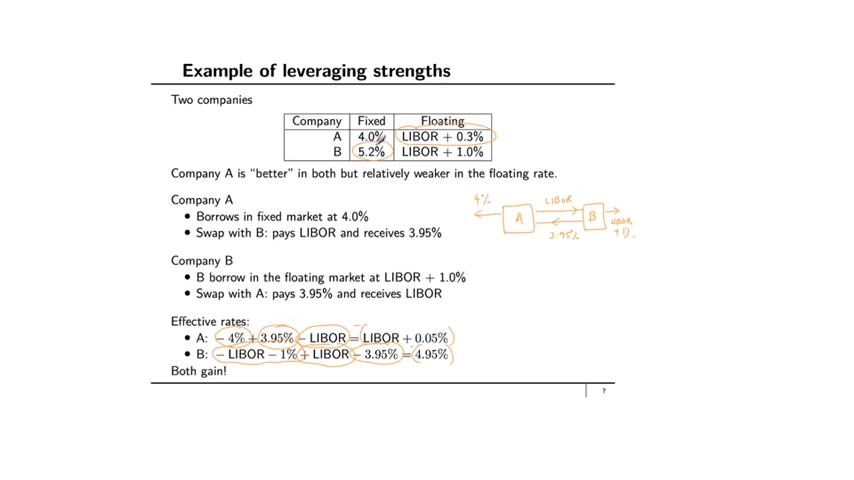 Example of leveraging strengths
Two companies
Company Fixed Floating
A 4.0% LIBOR + 0.3%
B 5.2% LIBOR + 1.0%
Company A is “better” in both but relatively weaker in the floating rate.
Company A
• Borrows in fixed market at 4.0%
• Swap with B: pays LIBOR and receives 3.95%
4% LIBOR
A B
3.95% LIBOR
Company B
• B borrow in the floating market at LIBOR + 1.0%
• Swap with A: pays 3.95% and receives LIBOR
Effective rates:
• A: − 4% + 3.95% − LIBOR = −(LIBOR + 0.05%)
• B: − LIBOR − 1% + LIBOR − 3.95% = (4.95%)
Both gain!
7